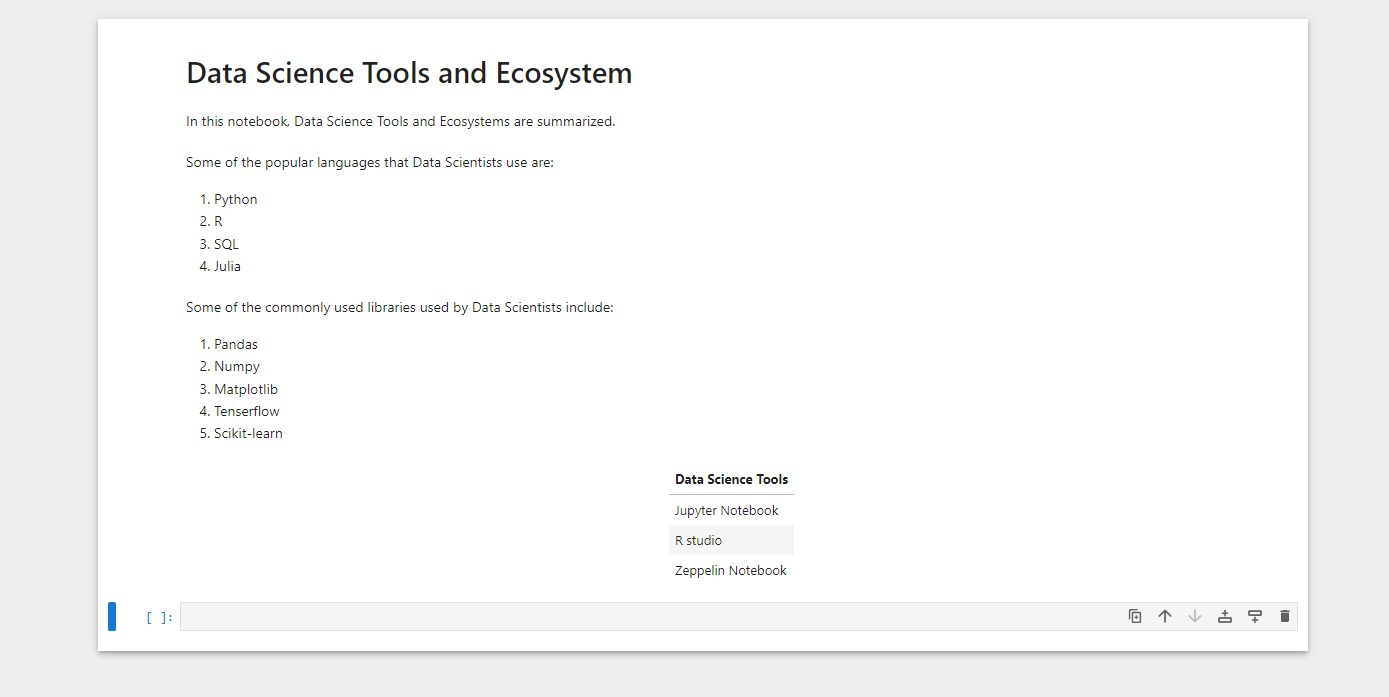 Data Science Tools and Ecosystem
In this notebook, Data Science Tools and Ecosystems are summarized.
Some of the popular languages that Data Scientists use are:
1. Python
2. R
3. SQL
4. Julia
Some of the commonly used libraries used by Data Scientists include:
1. Pandas
2. Numpy
3. Matplotlib
4. Tenserflow
5. Scikit-learn
Data Science Tools
Jupyter Notebook
R studio
Zeppelin Notebook
[ ]: